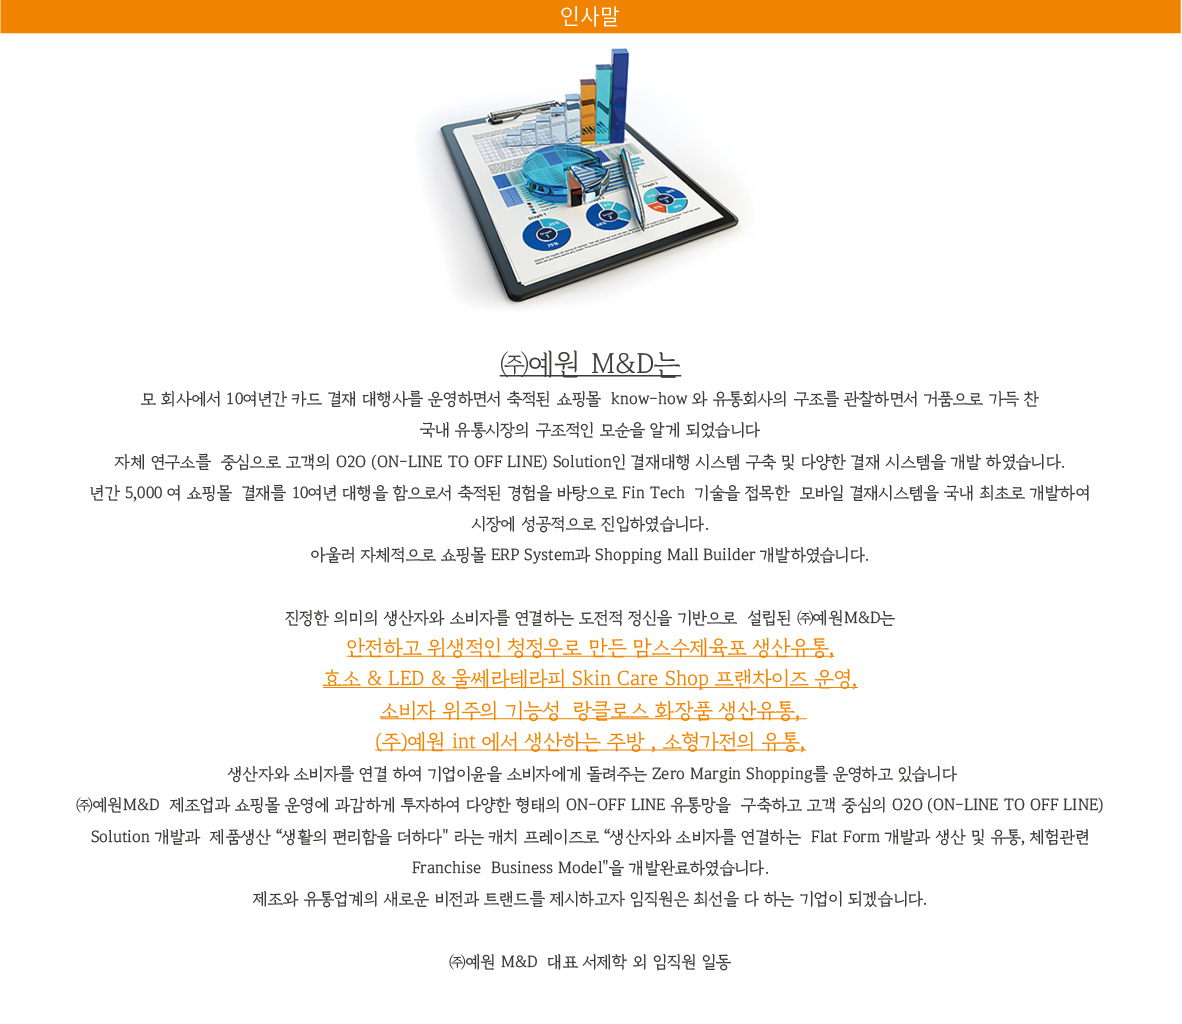 인사말
Graph 1
Graph 2
Graph 3
75%
㈜예원 M&D는
모 회사에서 10여년간 카드 결재 대행사를 운영하면서 축적된 쇼핑몰 know-how 와 유통회사의 구조를 관찰하면서 거품으로 가득 찬
국내 유통시장의 구조적인 모순을 알게 되었습니다
자체 연구소를 중심으로 고객의 O2O (ON-LINE TO OFF LINE) Solution인 결재대행 시스템 구축 및 다양한 결재 시스템을 개발 하였습니다.
년간 5,000 여 쇼핑몰 결재를 10여년 대행을 함으로서 축적된 경험을 바탕으로 Fin Tech 기술을 접목한 모바일 결재시스템을 국내 최초로 개발하여
시장에 성공적으로 진입하였습니다.
아울러 자체적으로 쇼핑몰 ERP System과 Shopping Mall Builder 개발하였습니다.
진정한 의미의 생산자와 소비자를 연결하는 도전적 정신을 기반으로 설립된 ㈜예원M&D는
안전하고 위생적인 청정우로 만든 맘스수제육포 생산유통,
효소 & LED & 울쎄라테라피 Skin Care Shop 프랜차이즈 운영,
소비자 위주의 기능성 랑클로스 화장품 생산유통,
(주)예원 int 에서 생산하는 주방 , 소형가전의 유통,
생산자와 소비자를 연결 하여 기업이윤을 소비자에게 돌려주는 Zero Margin Shopping를 운영하고 있습니다
㈜예원M&D 제조업과 쇼핑몰 운영에 과감하게 투자하여 다양한 형태의 ON-OFF LINE 유통망을 구축하고 고객 중심의 O2O (ON-LINE TO OFF LINE)
Solution 개발과 제품생산 “생활의 편리함을 더하다" 라는 캐치 프레이즈로 “생산자와 소비자를 연결하는 Flat Form 개발과 생산 및 유통, 체험관련
Franchise Business Model"을 개발완료하였습니다.
제조와 유통업계의 새로운 비전과 트랜드를 제시하고자 임직원은 최선을 다 하는 기업이 되겠습니다.
㈜예원 M&D 대표 서제학 외 임직원 일동